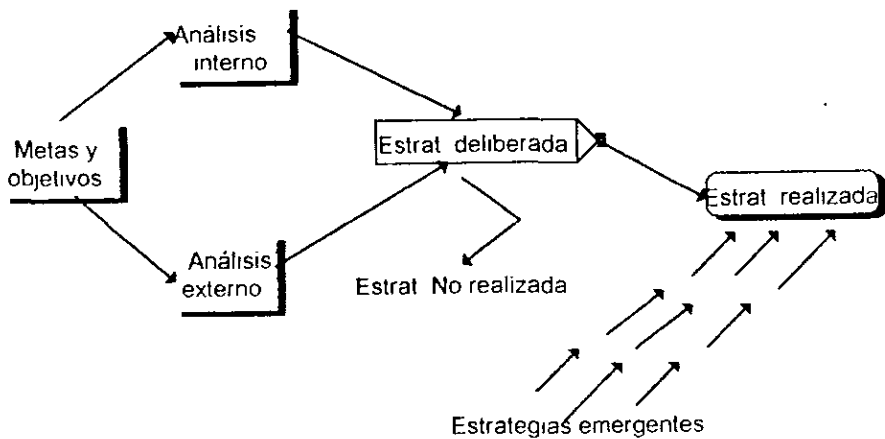 Análisis
interno
Metas y
objetivos
Estrat deliberada
Estrat realizada
Análisis
externo
Estrat No realizada
Estrategias emergentes